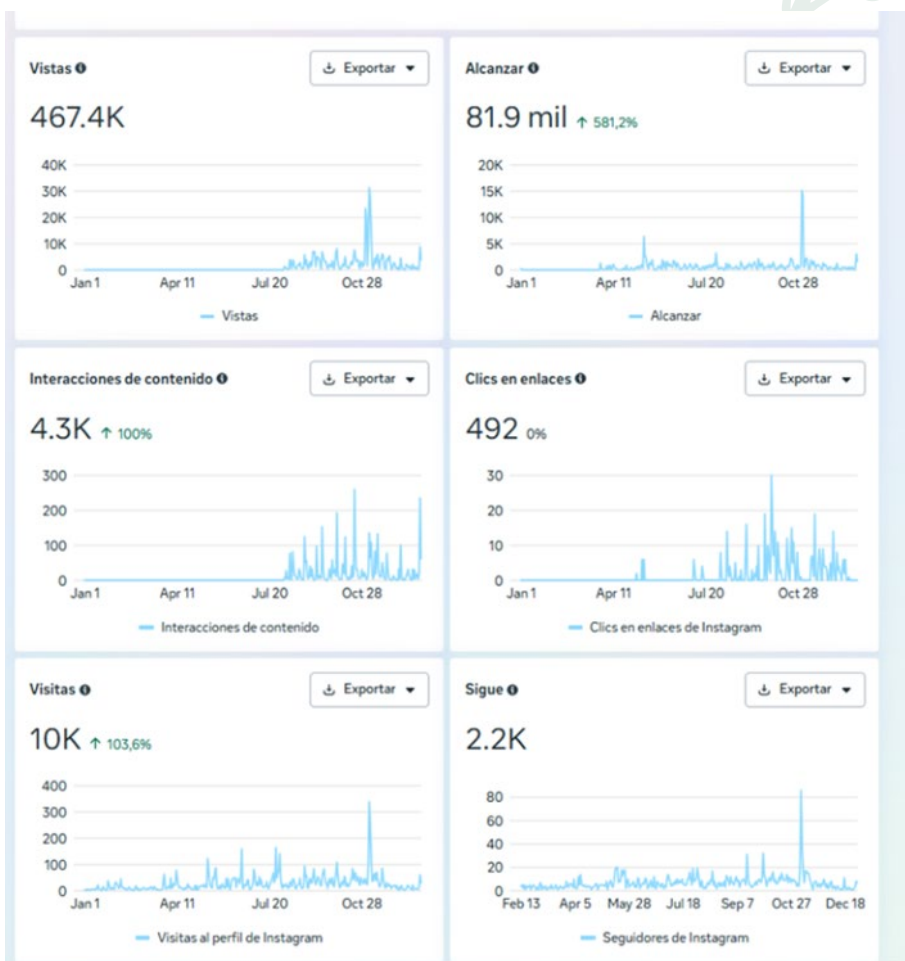 Vistas
Exportar
467.4K
40K
30K
20K
10K
0
Jan 1 Apr 11 Jul 20 Oct 28
Vistas
Alcanzar
Exportar
81.9 mil ↑ 581,2%
20K
15K
10K
5K
0
Jan 1 Apr 11 Jul 20 Oct 28
Alcanzar
Interacciones de contenido
Exportar
4.3K ↑ 100%
300
200
100
0
Jan 1 Apr 11 Jul 20 Oct 28
Interacciones de contenido
Clics en enlaces
Exportar
492 0%
30
20
10
0
Jan 1 Apr 11 Jul 20 Oct 28
Clics en enlaces de Instagram
Visitas
Exportar
10K ↑ 103,6%
400
300
200
100
0
Jan 1 Apr 11 Jul 20 Oct 28
Visitas al perfil de Instagram
Sigue
Exportar
2.2K
80
60
40
20
0
Feb 13 Apr 5 May 28 Jul 18 Sep 7 Oct 27 Dec 18
Seguidores de Instagram